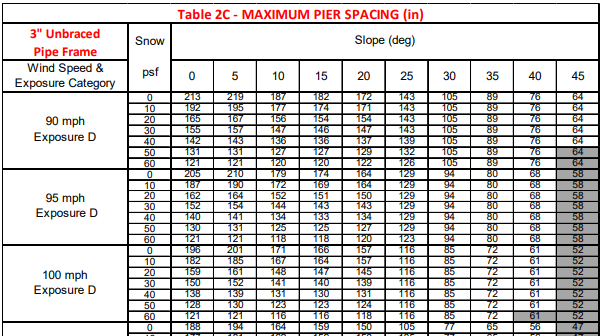 Table 2C - MAXIMUM PIER SPACING (in)
3" Unbraced Pipe Frame Snow psf Slope (deg)
Wind Speed & Exposure Category 0 5 10 15 20 25 30 35 40 45
90 mph Exposure D
0 213 219 187 182 172 143 105 89 76 64
10 192 195 177 174 171 143 105 89 76 64
20 165 167 156 154 154 143 105 89 76 64
30 155 157 147 146 147 143 105 89 76 64
40 142 143 136 136 137 139 105 89 76 64
50 131 131 127 127 129 132 105 89 76 64
60 121 121 120 120 122 126 105 89 76 64
95 mph Exposure D
0 205 210 179 174 164 129 94 80 68 58
10 187 190 172 169 164 129 94 80 68 58
20 162 164 152 151 150 129 94 80 68 58
30 152 154 144 143 143 129 94 80 68 58
40 140 141 134 133 134 129 94 80 68 58
50 130 131 125 125 127 129 94 80 68 58
60 121 121 118 118 120 123 94 80 68 58
100 mph Exposure D
0 196 201 171 166 157 116 85 72 61 52
10 182 185 167 164 157 116 85 72 61 52
20 159 161 148 147 145 116 85 72 61 52
30 150 152 141 140 139 116 85 72 61 52
40 138 139 131 130 131 116 85 72 61 52
50 128 130 123 123 124 116 85 72 61 52
60 121 121 116 116 118 116 85 72 61 52
0 188 194 164 159 150 105 77 65 56 47